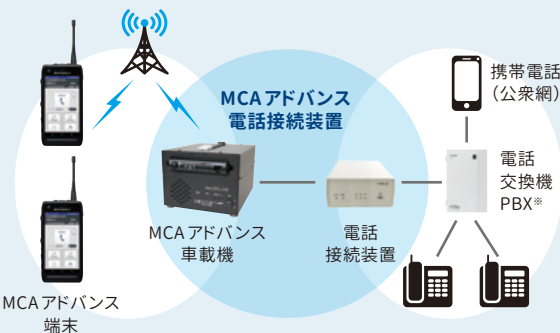 MCAアドバンス
電話接続装置
携帯電話
（公衆網）
電話
交換機
PBX※
MCAアドバンス
車載機
電話
接続装置
MCAアドバンス
端末